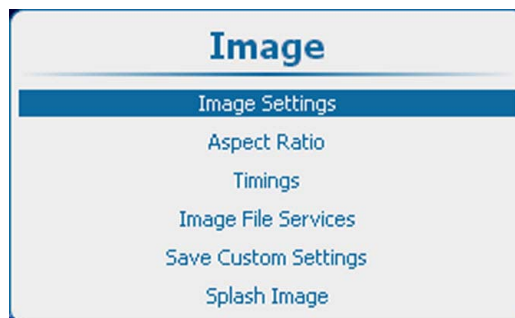 Image
Image Settings
Aspect Ratio
Timings
Image File Services
Save Custom Settings
Splash Image